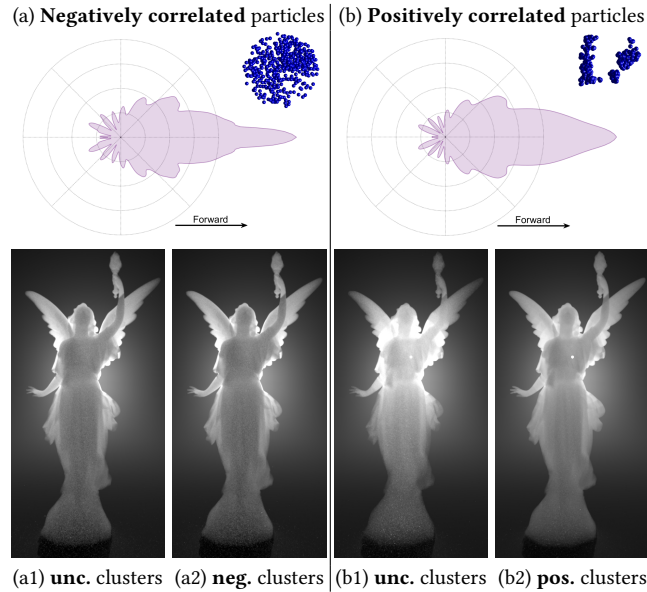 (a) Negatively correlated particles
(b) Positively correlated particles
Forward
Forward
(a1) unc. clusters
(a2) neg. clusters
(b1) unc. clusters
(b2) pos. clusters